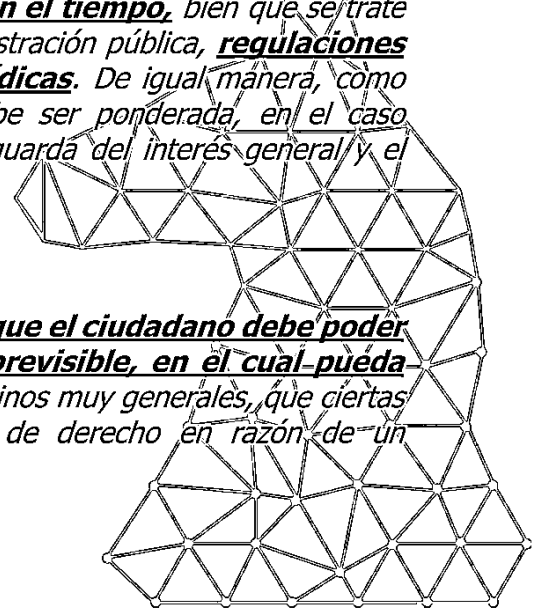 n el tiempo, bien que se trate
stración pública, regulaciones
dicas. De igual manera, como
be ser ponderada, en el caso
guarda del interés general y el
que el ciudadano debe poder
previsible, en el cual pueda
inos muy generales, que ciertas
de derecho en razón de un